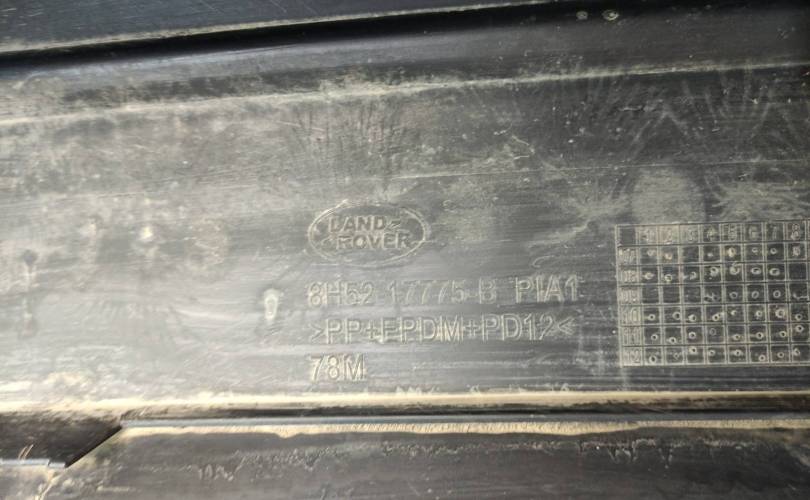 LAND-
ROVER
8H52-17775-B PIA1
>PP+EPDM+PD12<
78M